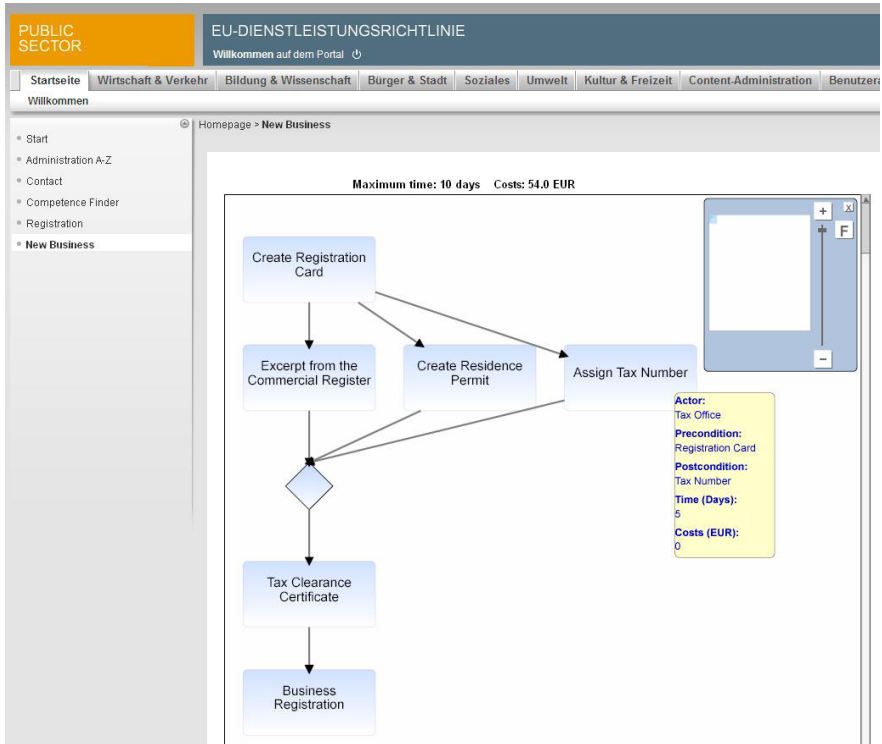 PUBLIC
SECTOR
EU-DIENSTLEISTUNGSRICHTLINIE
Willkommen auf dem Portal
Startseite Wirtschaft & Verkehr Bildung & Wissenschaft Bürger & Stadt Soziales Umwelt Kultur & Freizeit Content-Administration Benutzera
Willkommen
Start
Administration A-Z
Contact
Competence Finder
Registration
New Business
Homepage > New Business
Maximum time: 10 days Costs: 54.0 EUR
+ X
F
−
Create Registration
Card
Excerpt from the
Commercial Register
Create Residence
Permit
Assign Tax Number
Actor:
Tax Office
Precondition:
Registration Card
Postcondition:
Tax Number
Time (Days):
5
Costs (EUR):
0
Tax Clearance
Certificate
Business
Registration